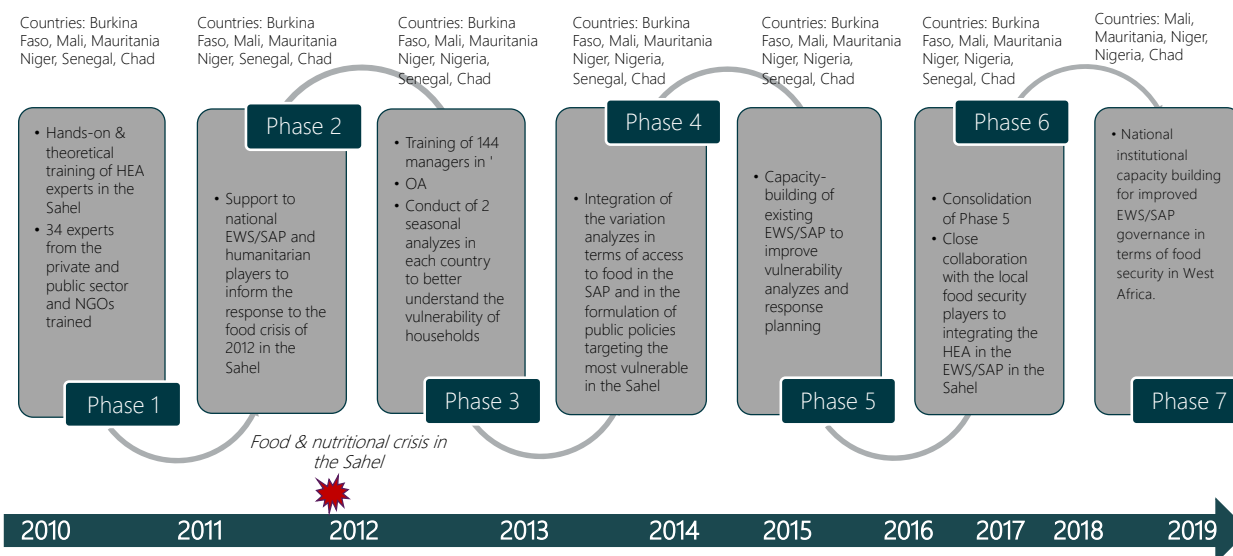 Countries: Burkina
Faso, Mali, Mauritania
Niger, Senegal, Chad
Countries: Burkina
Faso, Mali, Mauritania
Niger, Senegal, Chad
Countries: Burkina
Faso, Mali, Mauritania
Niger, Nigeria,
Senegal, Chad
Countries: Burkina
Faso, Mali, Mauritania
Niger, Nigeria,
Senegal, Chad
Countries: Burkina
Faso, Mali, Mauritania
Niger, Nigeria,
Senegal, Chad
Countries: Burkina
Faso, Mali, Mauritania
Niger, Nigeria,
Senegal, Chad
Countries: Mali,
Mauritania, Niger,
Nigeria, Chad
• Hands-on &
theoretical
training of HEA
experts in the
Sahel
• 34 experts
from the
private and
public sector
and NGOs
trained
Phase 1
Phase 2
• Support to
national
EWS/SAP and
humanitarian
players to
inform the
response to the
food crisis of
2012 in the
Sahel
• Training of 144
managers in '
• OA
• Conduct of 2
seasonal
analyzes in
each country
to better
understand the
vulnerability of
households
Phase 3
Phase 4
• Integration of
the variation
analyzes in
terms of access
to food in the
SAP and in the
formulation of
public policies
targeting the
most vulnerable
in the Sahel
• Capacity-
building of
existing
EWS/SAP to
improve
vulnerability
analyzes and
response
planning
Phase 5
Phase 6
• Consolidation
of Phase 5
• Close
collaboration
with the local
food security
players to
integrating the
HEA in the
EWS/SAP in the
Sahel
• National
institutional
capacity building
for improved
EWS/SAP
governance in
terms of food
security in West
Africa.
Phase 7
Food & nutritional crisis in
the Sahel
2010 2011 2012 2013 2014 2015 2016 2017 2018 2019